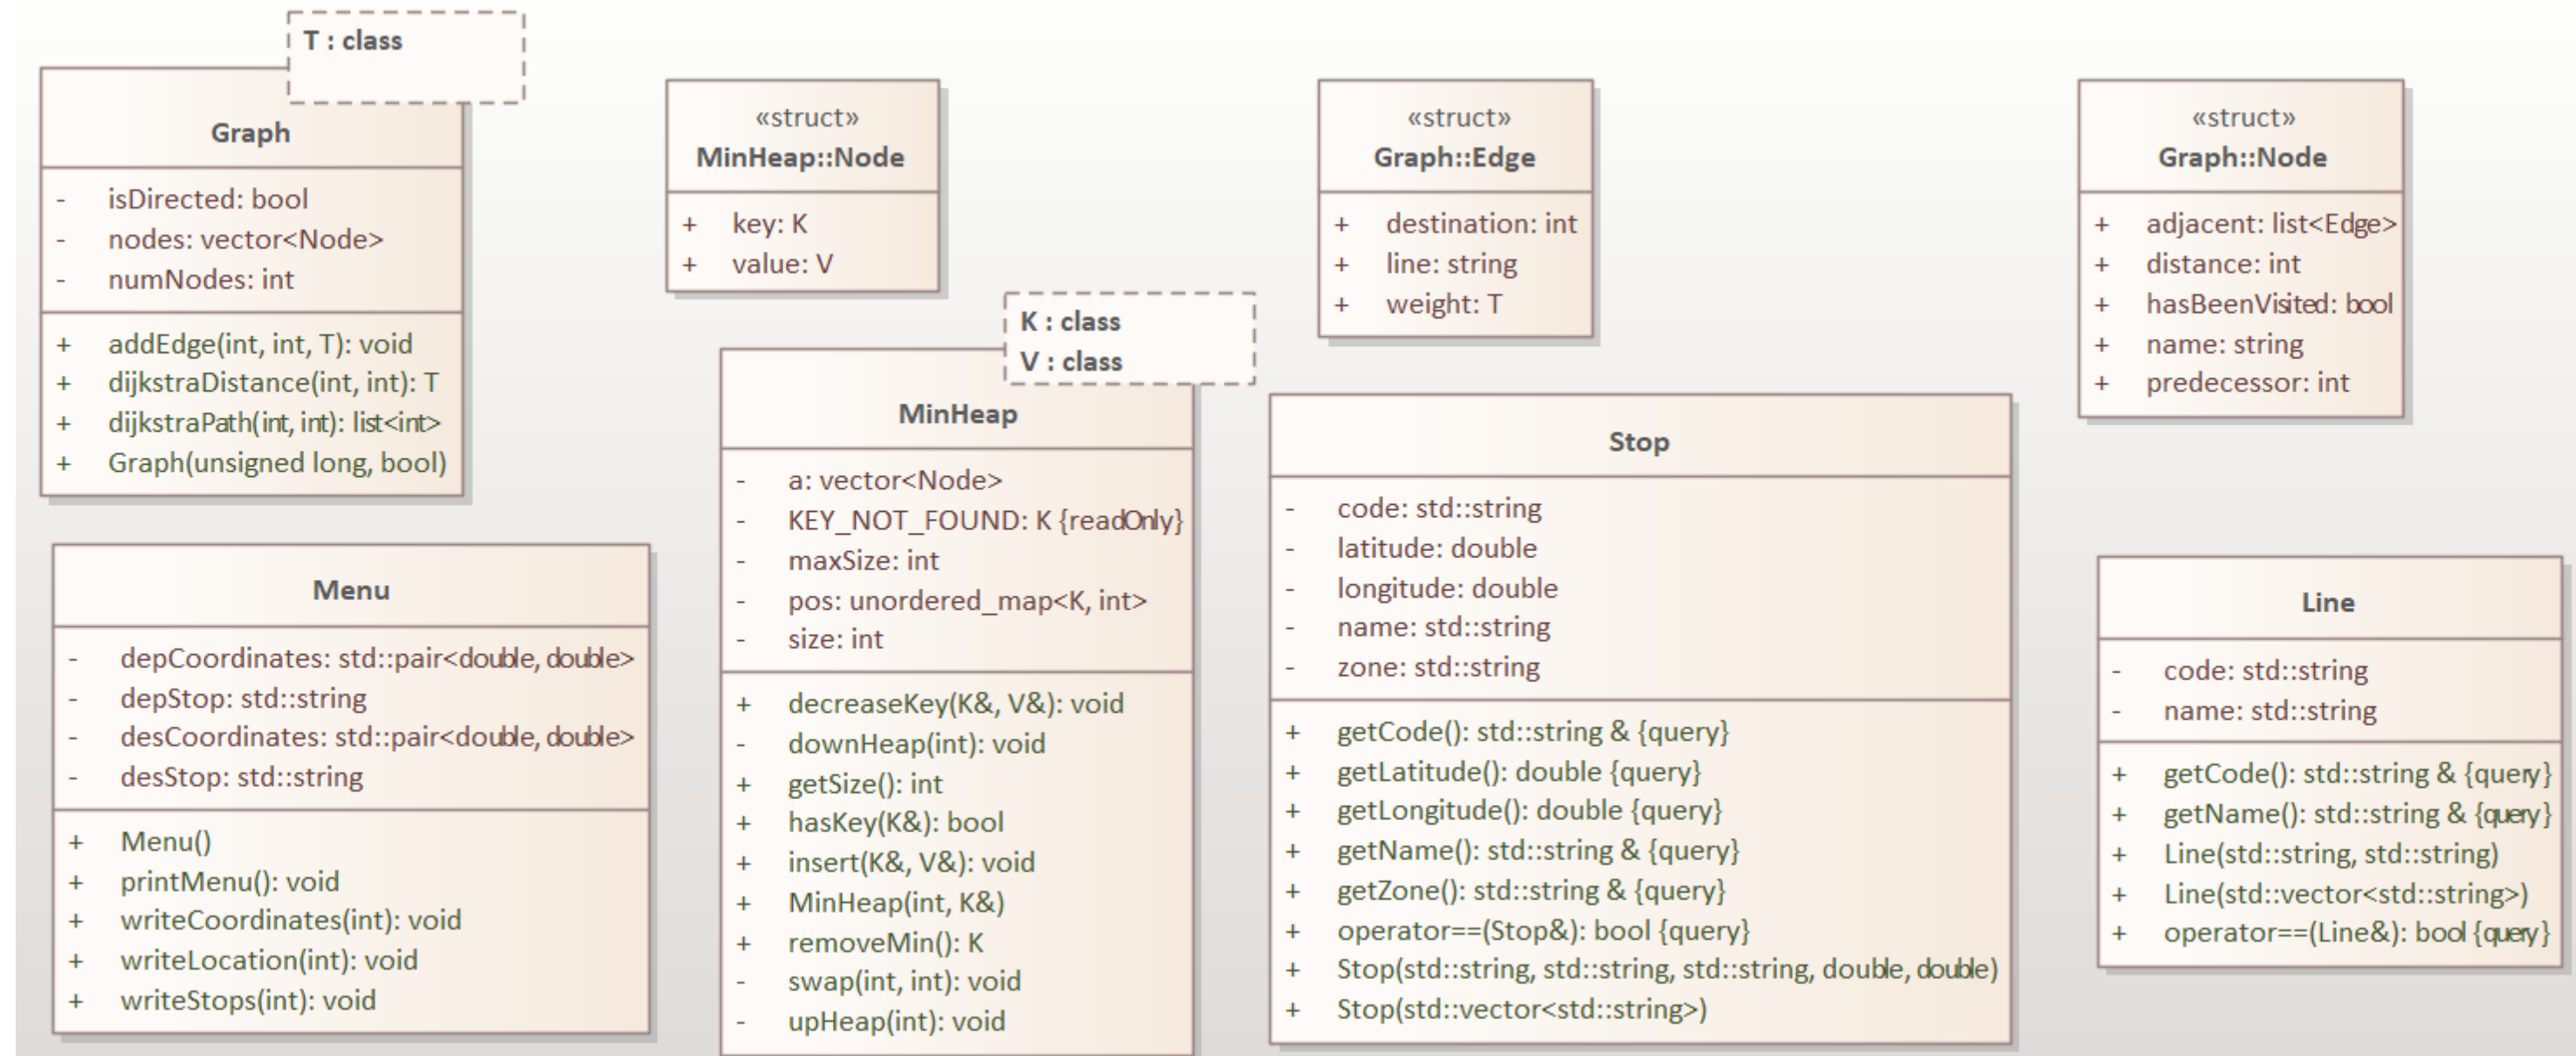 T : class
Graph
- isDirected: bool
- nodes: vector<Node>
- numNodes: int
+ addEdge(int, int, T): void
+ dijkstraDistance(int, int): T
+ dijkstraPath(int, int): list<int>
+ Graph(unsigned long, bool)
«struct»
MinHeap::Node
+ key: K
+ value: V
«struct»
Graph::Edge
+ destination: int
+ line: string
+ weight: T
«struct»
Graph::Node
+ adjacent: list<Edge>
+ distance: int
+ hasBeenVisited: bool
+ name: string
+ predecessor: int
Menu
- depCoordinates: std::pair<double, double>
- depStop: std::string
- desCoordinates: std::pair<double, double>
- desStop: std::string
+ Menu()
+ printMenu(): void
+ writeCoordinates(int): void
+ writeLocation(int): void
+ writeStops(int): void
K : class
V : class
MinHeap
- a: vector<Node>
- KEY_NOT_FOUND: K {readOnly}
- maxSize: int
- pos: unordered_map<K, int>
- size: int
+ decreaseKey(K&, V&): void
- downHeap(int): void
+ getSize(): int
+ hasKey(K&): bool
+ insert(K&, V&): void
+ MinHeap(int, K&)
+ removeMin(): K
- swap(int, int): void
- upHeap(int): void
Stop
- code: std::string
- latitude: double
- longitude: double
- name: std::string
- zone: std::string
+ getCode(): std::string & {query}
+ getLatitude(): double {query}
+ getLongitude(): double {query}
+ getName(): std::string & {query}
+ getZone(): std::string & {query}
+ operator==(Stop&): bool {query}
+ Stop(std::string, std::string, std::string, double, double)
+ Stop(std::vector<std::string>)
Line
- code: std::string
- name: std::string
+ getCode(): std::string & {query}
+ getName(): std::string & {query}
+ Line(std::string, std::string)
+ Line(std::vector<std::string>)
+ operator==(Line&): bool {query}